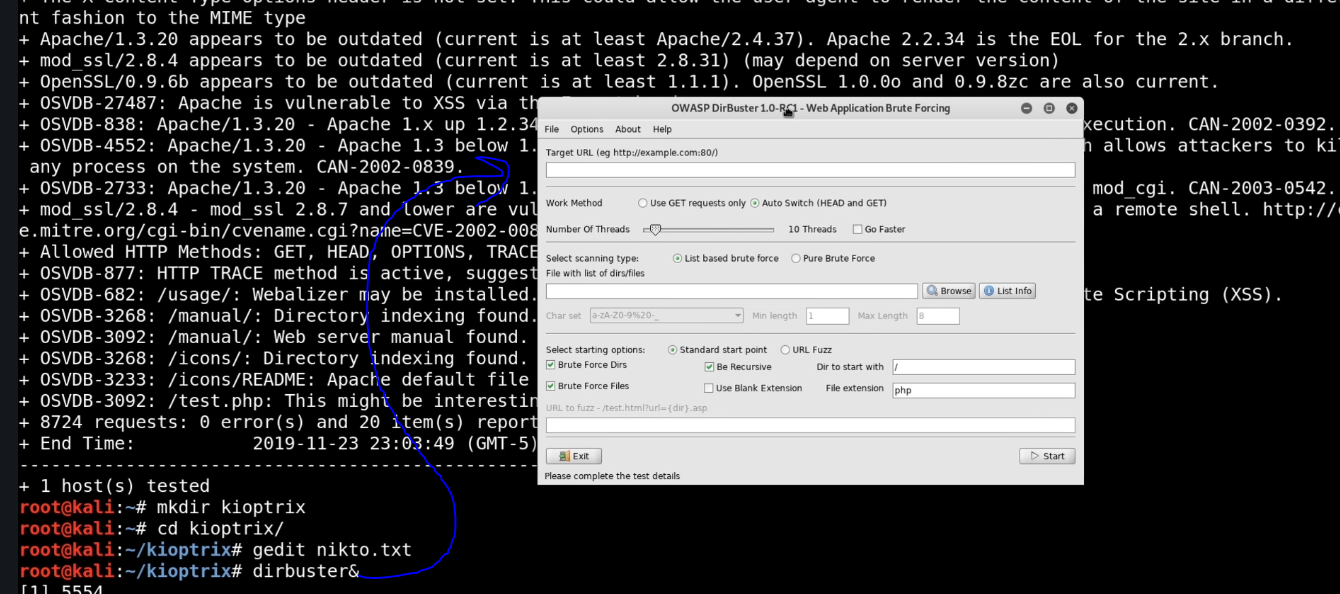 + The X-Content-Type-Options header is not set. This could allow the user agent to render the content of the site in a
nt fashion to the MIME type
+ Apache/1.3.20 appears to be outdated (current is at least Apache/2.4.37). Apache 2.2.34 is the EOL for the 2.x branch.
+ mod_ssl/2.8.4 appears to be outdated (current is at least 2.8.31) (may depend on server version)
+ OpenSSL/0.9.6b appears to be outdated (current is at least 1.1.1). OpenSSL 1.0.0o and 0.9.8zc are also current.
+ OSVDB-27487: Apache is vulnerable to XSS via th
+ OSVDB-838: Apache/1.3.20 - Apache 1.x up 1.2.34 xecution. CAN-2002-0392.
+ OSVDB-4552: Apache/1.3.20 - Apache 1.3 below 1. h allows attackers to kil
any process on the system. CAN-2002-0839.
+ OSVDB-2733: Apache/1.3.20 - Apache 1.3 below 1. mod_cgi. CAN-2003-0542.
+ mod_ssl/2.8.4 - mod_ssl 2.8.7 and lower are vul a remote shell. http://
e.mitre.org/cgi-bin/cvename.cgi?name=CVE-2002-008
+ Allowed HTTP Methods: GET, HEAD, OPTIONS, TRACE
+ OSVDB-877: HTTP TRACE method is active, suggest
+ OSVDB-682: /usage/: Webalizer may be installed. te Scripting (XSS).
+ OSVDB-3268: /manual/: Directory indexing found.
+ OSVDB-3092: /manual/: Web server manual found.
+ OSVDB-3268: /icons/: Directory indexing found.
+ OSVDB-3233: /icons/README: Apache default file
+ OSVDB-3092: /test.php: This might be interestin
+ 8724 requests: 0 error(s) and 20 item(s) report
+ End Time: 2019-11-23 23:03:49 (GMT-5)
---------------------------------------------
+ 1 host(s) tested
root@kali:~# mkdir kioptrix
root@kali:~# cd kioptrix/
root@kali:~/kioptrix# gedit nikto.txt
root@kali:~/kioptrix# dirbuster&
[1] 5554
OWASP DirBuster 1.0-RC1 - Web Application Brute Forcing
File Options About Help
Target URL (eg http://example.com:80/)
Work Method Use GET requests only Auto Switch (HEAD and GET)
Number Of Threads 10 Threads Go Faster
Select scanning type: List based brute force Pure Brute Force
File with list of dirs/files
Browse List Info
Char set a-zA-Z0-9%20-_ Min length 1 Max Length 8
Select starting options: Standard start point URL Fuzz
Brute Force Dirs Be Recursive Dir to start with /
Brute Force Files Use Blank Extension File extension php
URL to fuzz - /test.html?url={dir}.asp
Exit Start
Please complete the test details